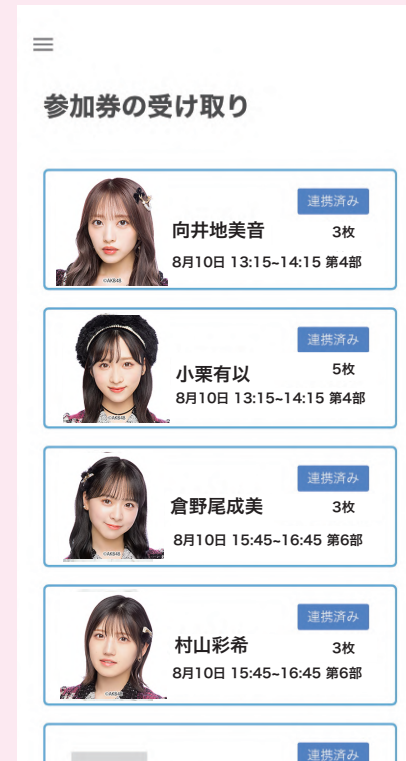 参加券の受け取り
連携済み
向井地美音
3枚
8月10日 13:15~14:15 第4部
©AKB48
連携済み
小栗有以
5枚
8月10日 13:15~14:15 第4部
©AKB48
連携済み
倉野尾成美
3枚
8月10日 15:45~16:45 第6部
©AKB48
連携済み
村山彩希
3枚
8月10日 15:45~16:45 第6部
©AKB48
連携済み